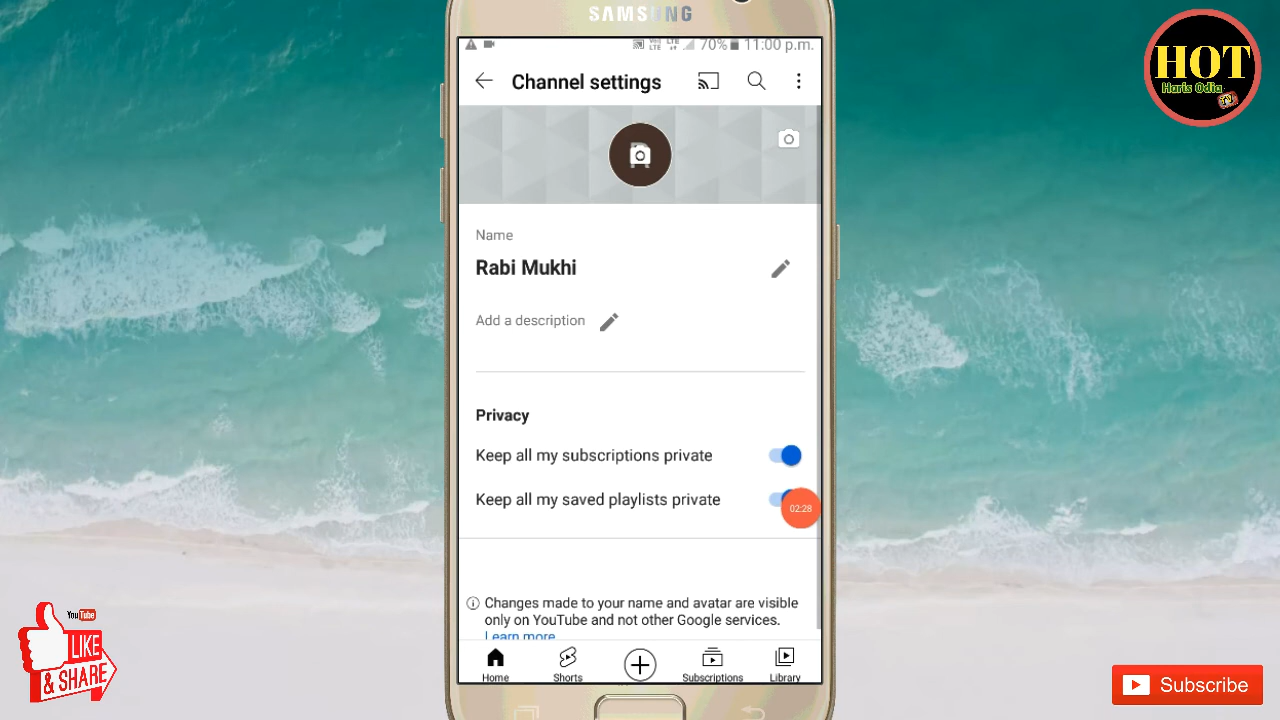 SAMSUNG
70% 11:00 p.m.
Channel settings
Name
Rabi Mukhi
Add a description
Privacy
Keep all my subscriptions private
Keep all my saved playlists private
02:28
Changes made to your name and avatar are visible
only on YouTube and not other Google services.
Learn more
Home
Shorts
Subscriptions
Library
HOT
Haris Odia
YouTube
LIKE
& SHARE
Subscribe